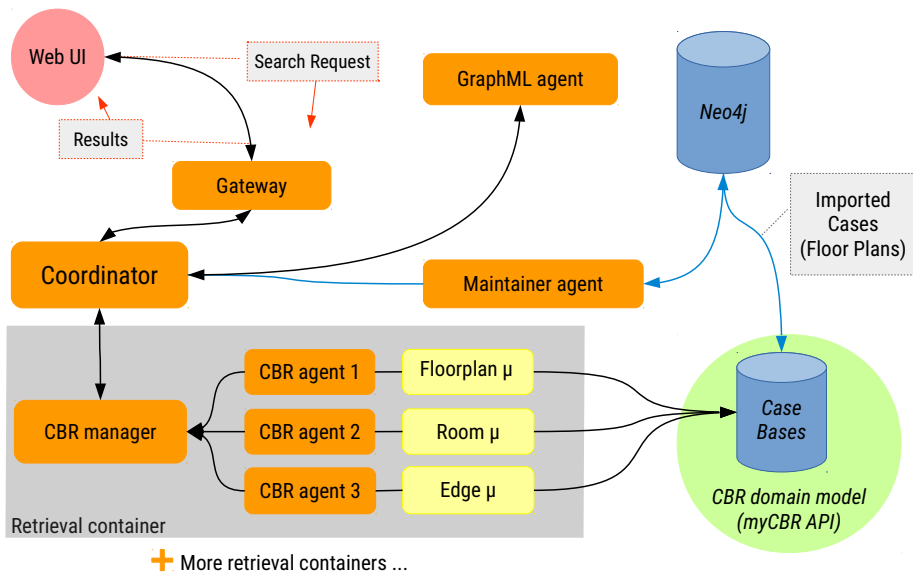 Web UI
Search Request
GraphML agent
Neo4j
Results
Gateway
Imported
Cases
(Floor Plans)
Coordinator
Maintainer agent
CBR agent 1
Floorplan µ
CBR manager
CBR agent 2
Room µ
Case
Bases
CBR agent 3
Edge µ
CBR domain model
(myCBR API)
Retrieval container
+ More retrieval containers ...